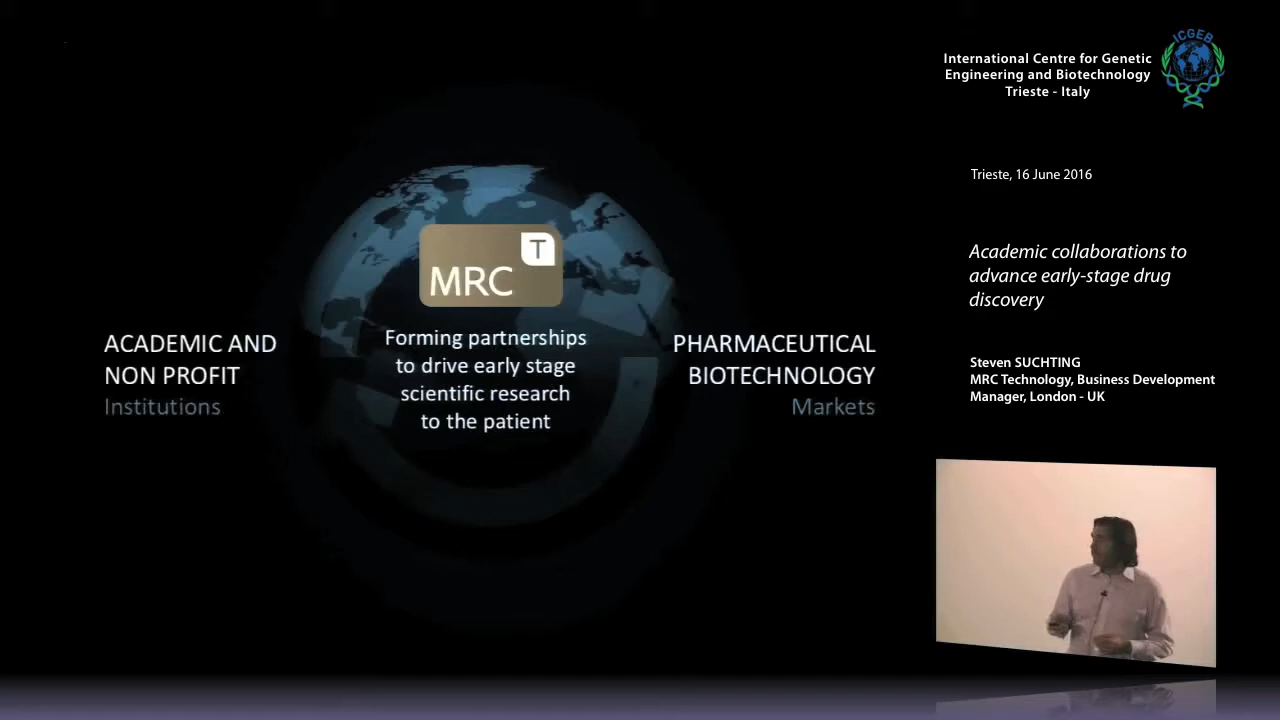 ICGEB
International Centre for Genetic
Engineering and Biotechnology
Trieste - Italy
Trieste, 16 June 2016
Academic collaborations to
advance early-stage drug
discovery
Steven SUCHTING
MRC Technology, Business Development
Manager, London - UK
T
MRC
Forming partnerships
to drive early stage
scientific research
to the patient
ACADEMIC AND
NON PROFIT
Institutions
PHARMACEUTICAL
BIOTECHNOLOGY
Markets